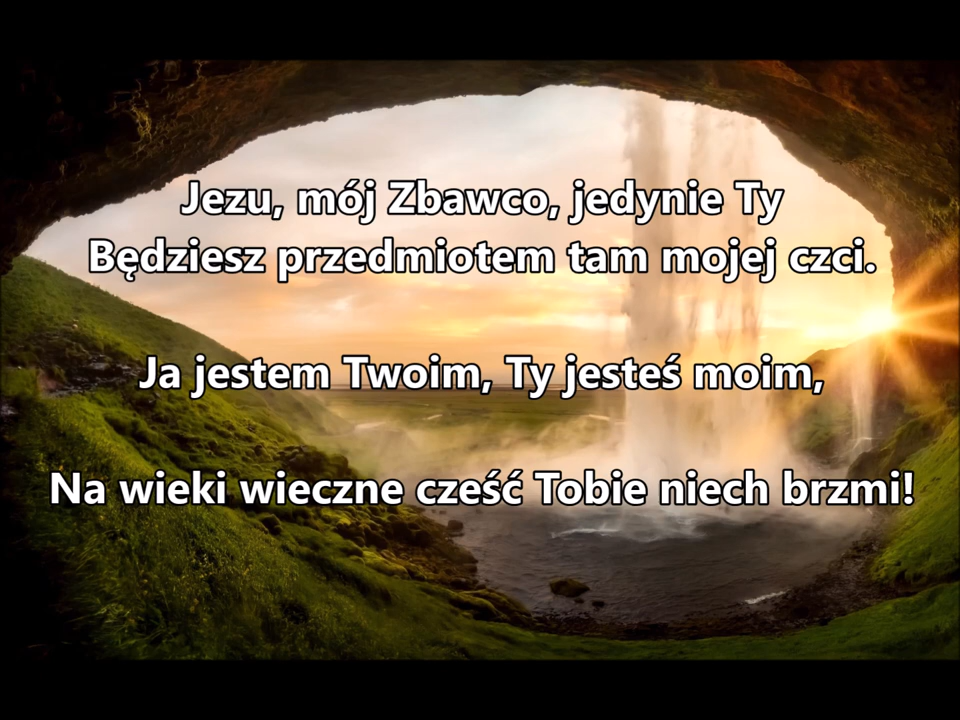 Jezu, mój Zbawco, jedynie Ty
Będziesz przedmiotem tam mojej czci.
Ja jestem Twoim, Ty jesteś moim,
Na wieki wieczne cześć Tobie niech brzmi!